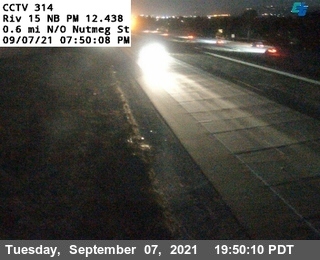 CCTV 314
Riv 15 NB PM 12.438
0.6 mi N/O Nutmeg St
09/07/21 07:50:08 PM
Tuesday, September 07, 2021 19:50:10 PDT